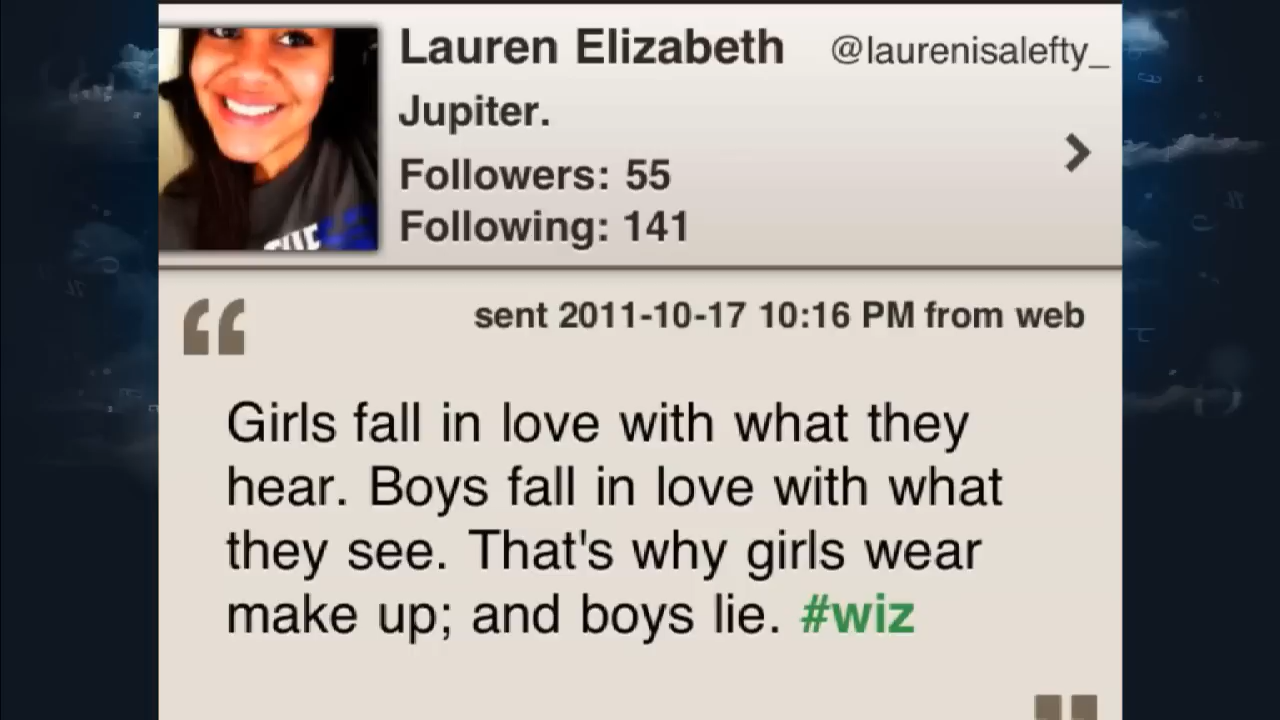 Lauren Elizabeth @laurenisalefty_
Jupiter.
Followers: 55
Following: 141
sent 2011-10-17 10:16 PM from web
“
Girls fall in love with what they
hear. Boys fall in love with what
they see. That's why girls wear
make up; and boys lie. #wiz
”